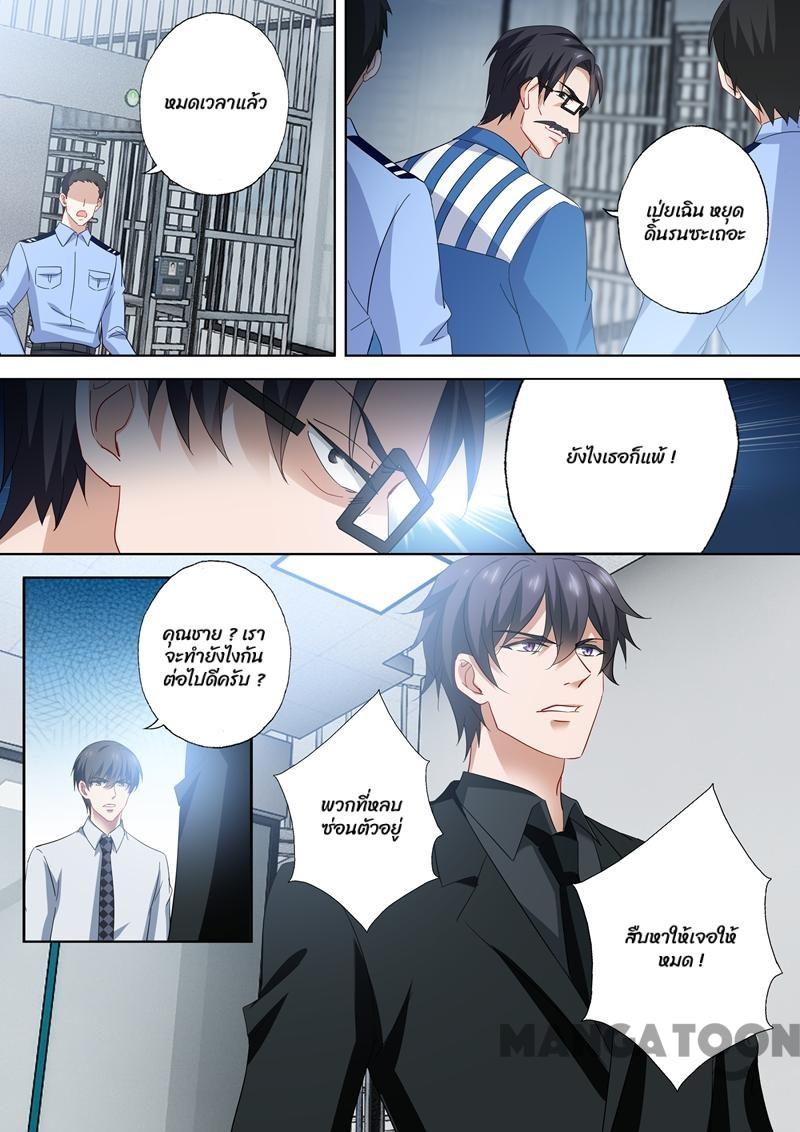 หมดเวลาแล้ว
เป่ยเฉิน หยุด
ดิ้นรนซะเถอะ
ยังไงเธอก็แพ้ !
คุณชาย ? เรา
จะทำยังไงกัน
ต่อไปดีครับ ?
พวกที่หลบ
ซ่อนตัวอยู่
สืบหาให้เจอให้
หมด !
MANGATOON